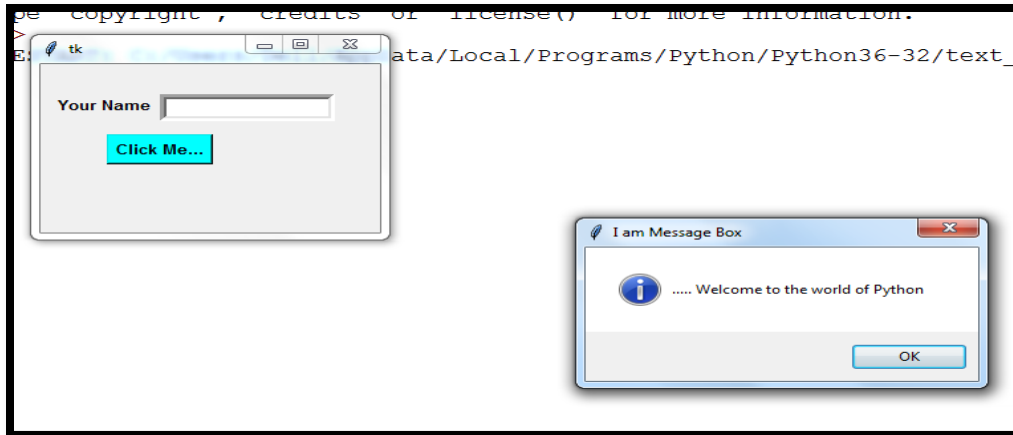 pe "copyright", "credits" or "license()" for more information.
>
ata/Local/Programs/Python/Python36-32/text_
tk
Your Name
Click Me...
I am Message Box
..... Welcome to the world of Python
OK